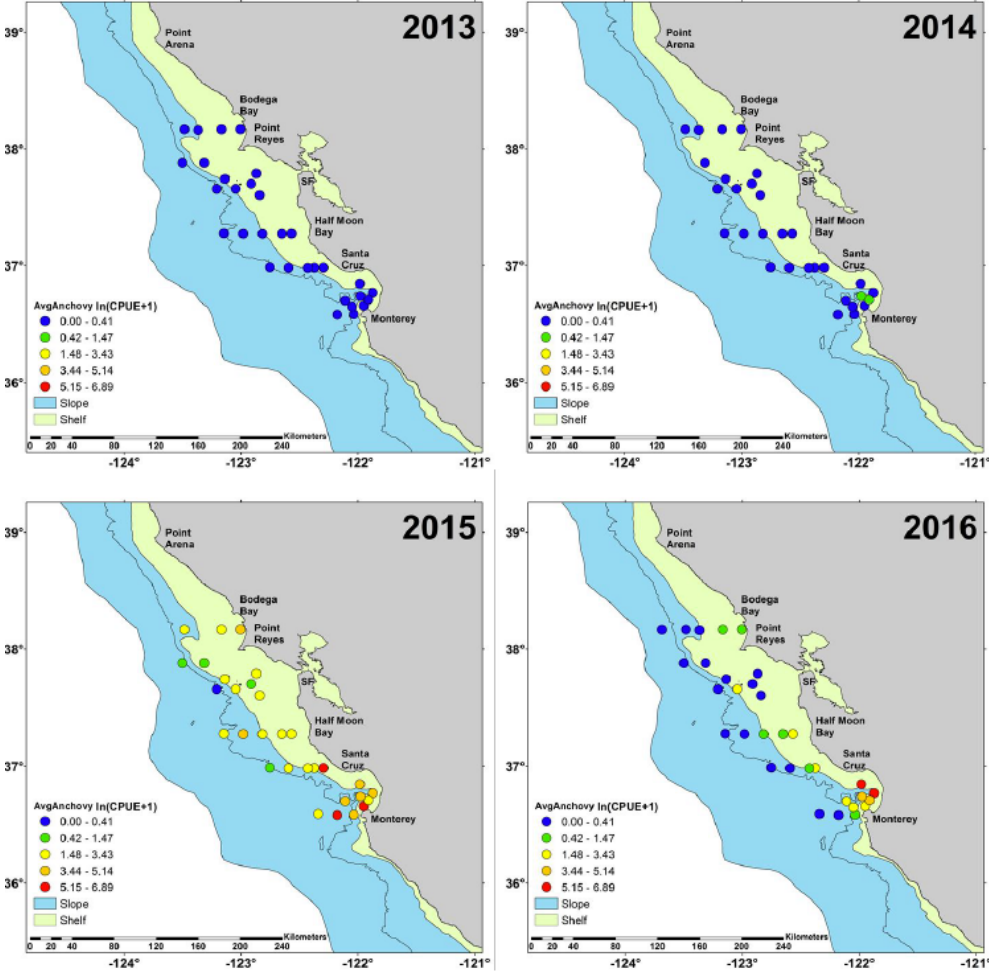 2013
39°
Point
Arena
Bodega
Bay
Point
Reyes
38°
SF
Half Moon
Bay
Santa
Cruz
37°
AvgAnchovy ln(CPUE+1)
0.00 - 0.41
0.42 - 1.47
1.48 - 3.43
3.44 - 5.14
5.15 - 6.89
Slope
Shelf
Monterey
36°
Kilometers
0 20 40 80 120 160 200 240
-124° -123° -122° -121°
2014
39°
Point
Arena
Bodega
Bay
Point
Reyes
38°
SF
Half Moon
Bay
Santa
Cruz
37°
AvgAnchovy ln(CPUE+1)
0.00 - 0.41
0.42 - 1.47
1.48 - 3.43
3.44 - 5.14
5.15 - 6.89
Slope
Shelf
Monterey
36°
Kilometers
0 20 40 80 120 160 200 240
-124° -123° -122° -121°
2015
39°
Point
Arena
Bodega
Bay
Point
Reyes
38°
SF
Half Moon
Bay
Santa
Cruz
37°
AvgAnchovy ln(CPUE+1)
0.00 - 0.41
0.42 - 1.47
1.48 - 3.43
3.44 - 5.14
5.15 - 6.89
Slope
Shelf
Monterey
36°
Kilometers
0 20 40 80 120 160 200 240
-124° -123° -122° -121°
2016
39°
Point
Arena
Bodega
Bay
Point
Reyes
38°
SF
Half Moon
Bay
Santa
Cruz
37°
AvgAnchovy ln(CPUE+1)
0.00 - 0.41
0.42 - 1.47
1.48 - 3.43
3.44 - 5.14
5.15 - 6.89
Slope
Shelf
Monterey
36°
Kilometers
0 20 40 80 120 160 200 240
-124° -123° -122° -121°